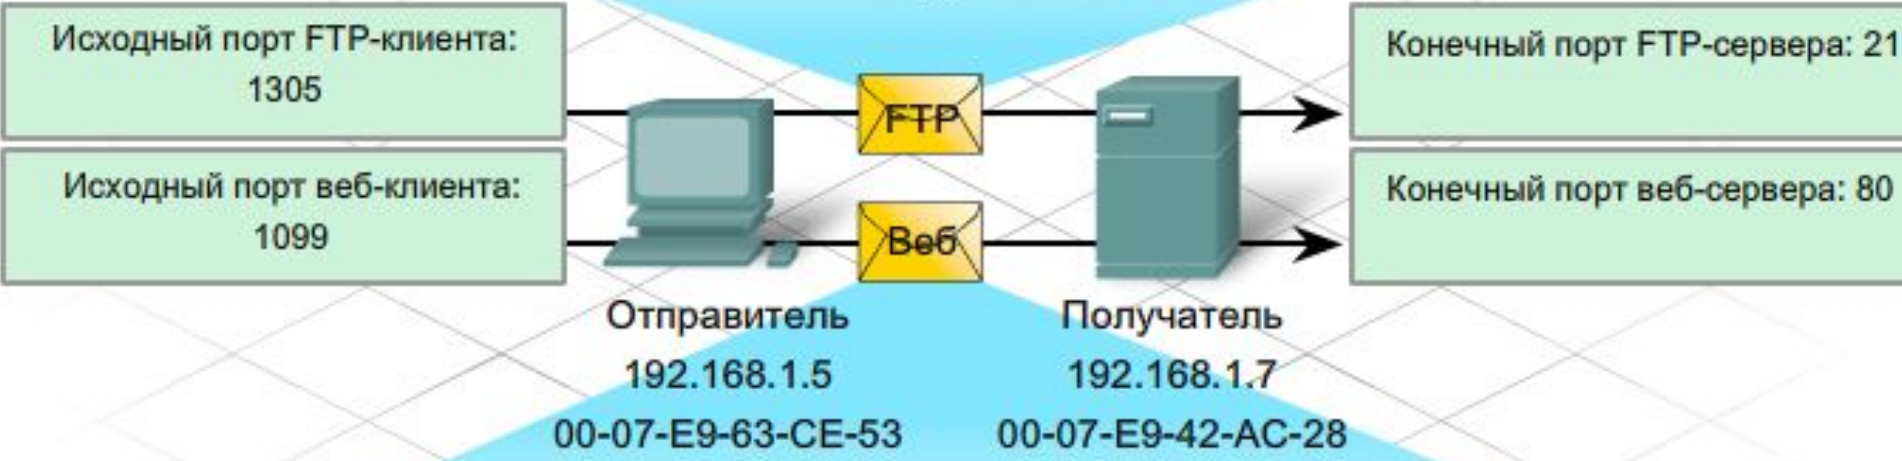 Исходный порт FTP-клиента:
1305
Конечный порт FTP-сервера: 21
FTP
Исходный порт веб-клиента:
1099
Конечный порт веб-сервера: 80
Веб
Отправитель
192.168.1.5
00-07-E9-63-CE-53
Получатель
192.168.1.7
00-07-E9-42-AC-28